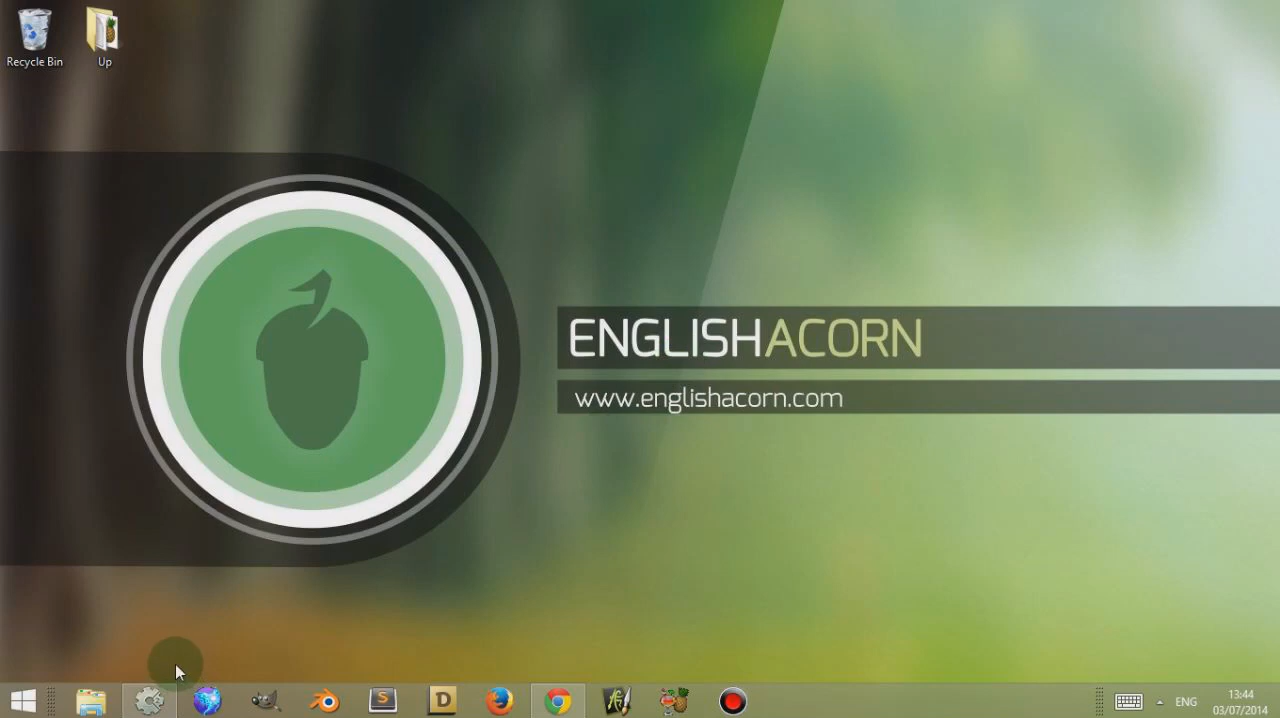 Recycle Bin
Up
ENGLISHACORN
www.englishacorn.com
S
D
ENG
13:44
03/07/2014